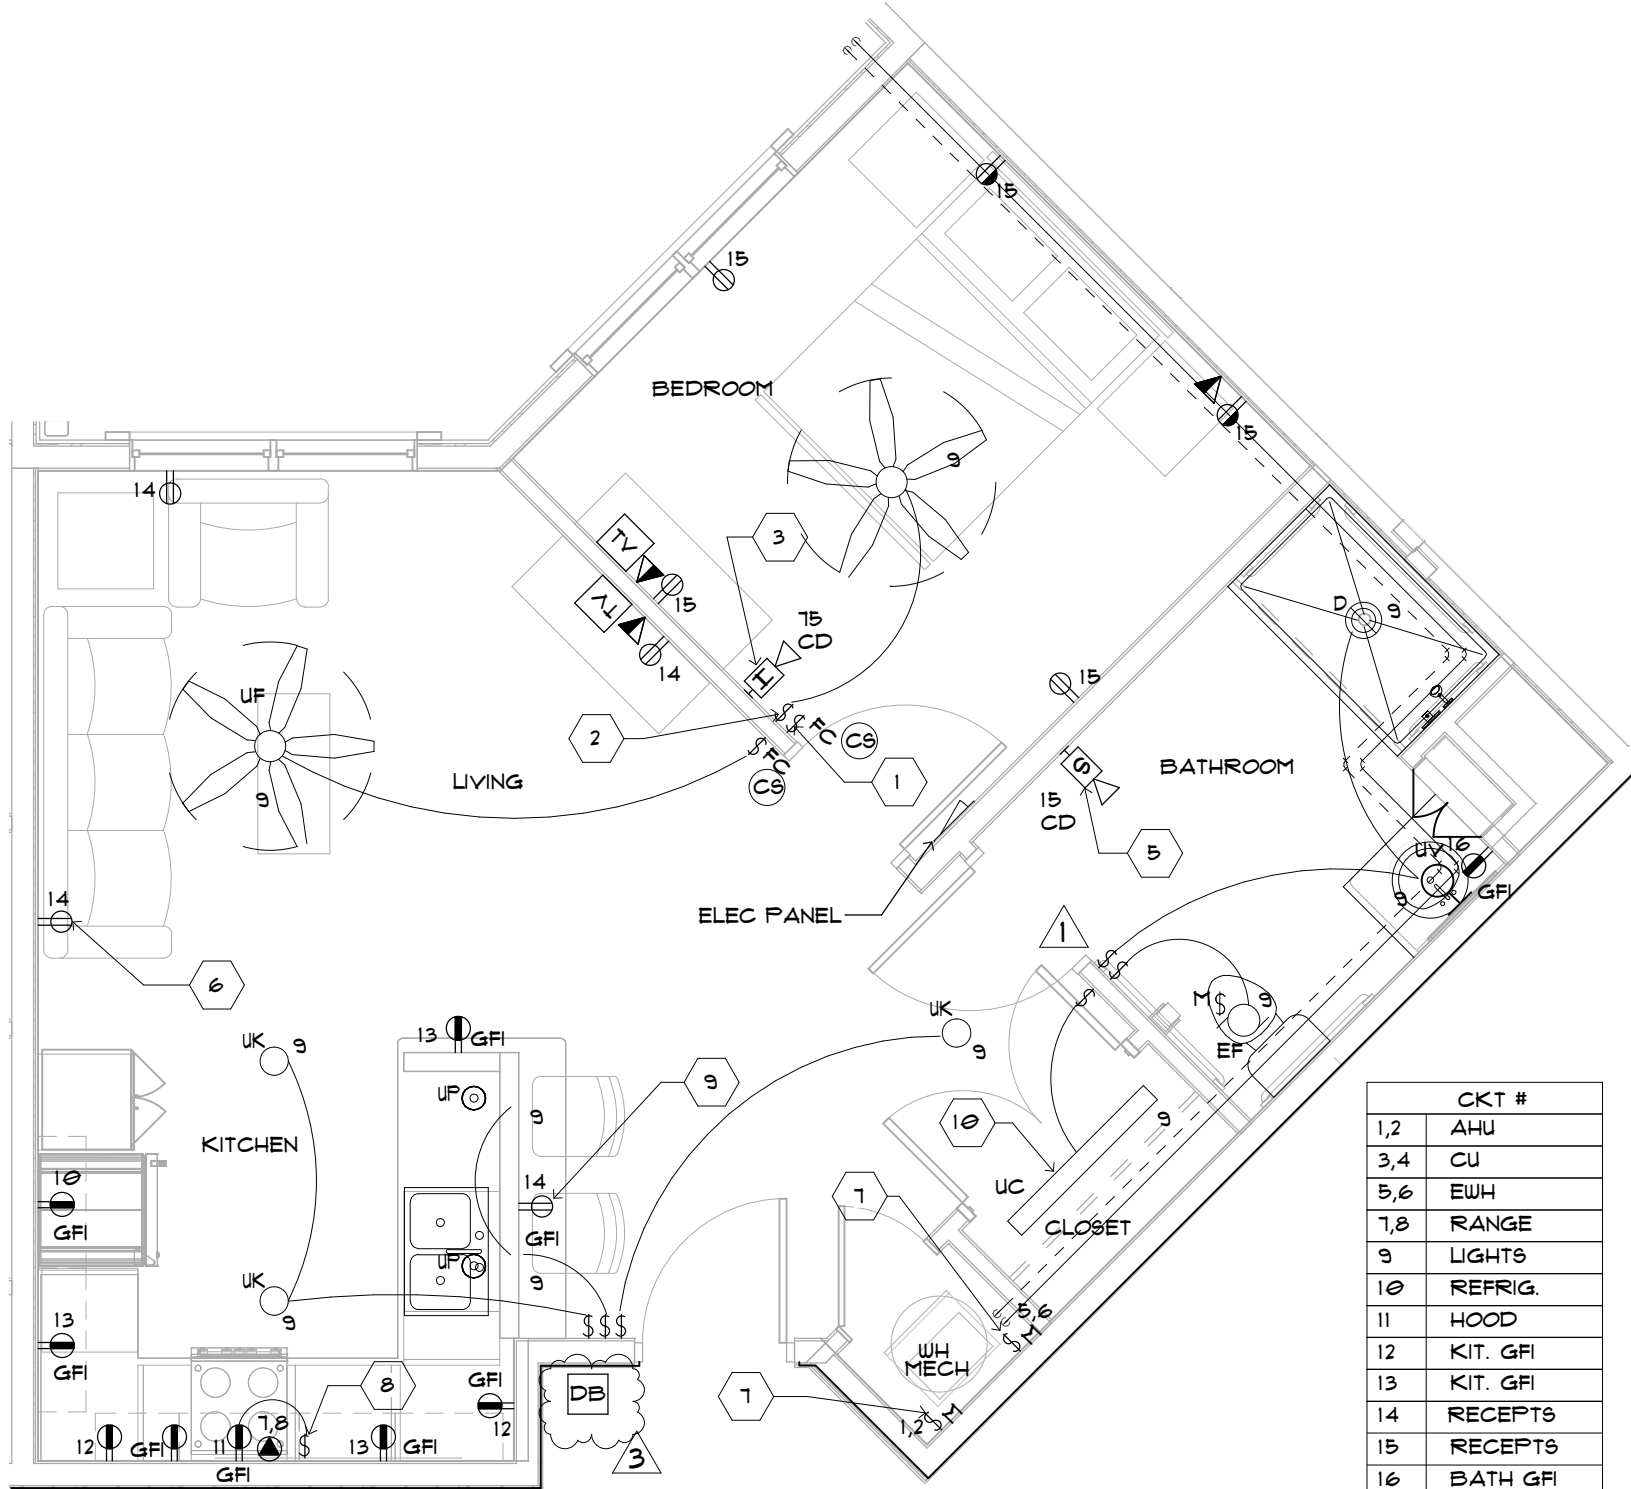 15
15
BEDROOM
9
15
14
TV
15
TV
14
3
75
CD
H
D
9
UF
9
LIVING
2
$
$
FC
CS
$
FC
CS
1
15
S
15
CD
5
BATHROOM
UV
16
GFI
9
ELEC PANEL
1
$
$
$
M$
9
EF
14
6
UK
9
13
GFI
UK
9
UP
9
9
KITCHEN
10
GFI
14
GFI
10
UC
9
CLOSET
7
UK
9
UP
9
13
GFI
$$$
5,6
$
M
WH
MECH
7
1,2
$
M
8
GFI
12
DB
3
12
GFI
11
GFI
7,8
$
13
GFI
CKT #
1,2 AHU
3,4 CU
5,6 EWH
7,8 RANGE
9 LIGHTS
10 REFRIG.
11 HOOD
12 KIT. GFI
13 KIT. GFI
14 RECEPTS
15 RECEPTS
16 BATH GFI